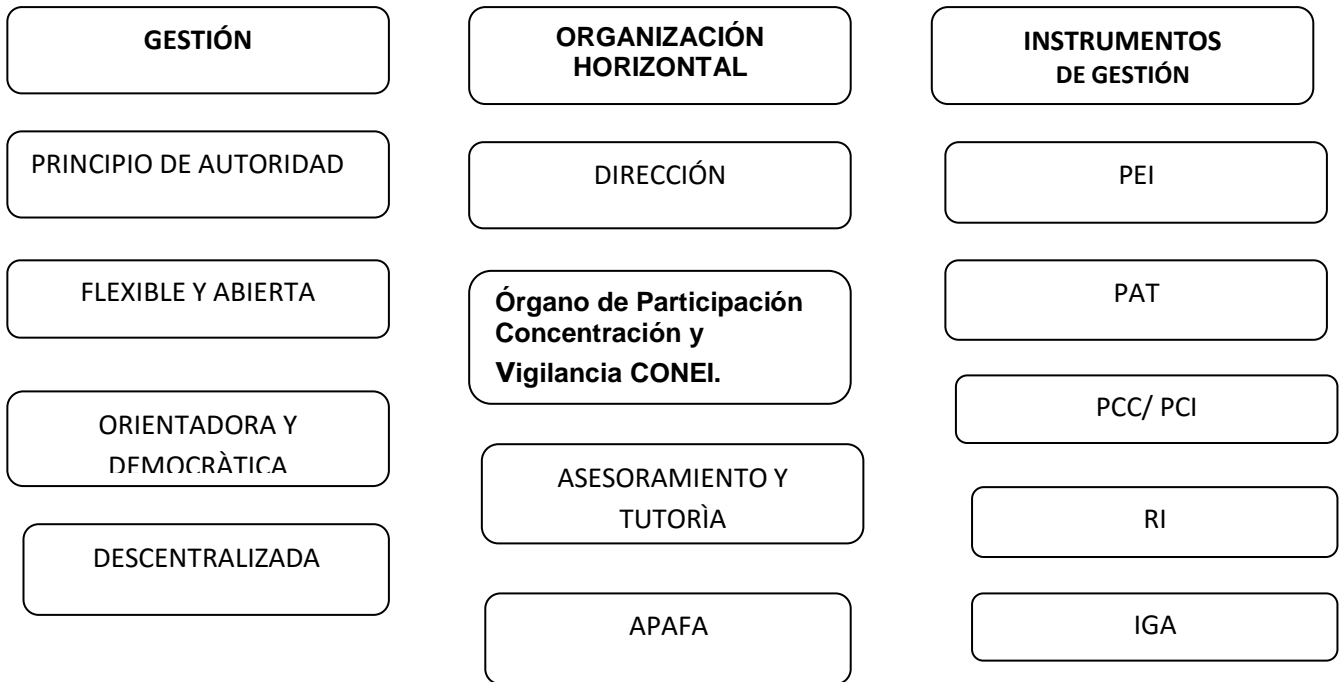 GESTIÓN
PRINCIPIO DE AUTORIDAD
FLEXIBLE Y ABIERTA
ORIENTADORA Y
DEMOCRÀTICA
DESCENTRALIZADA
ORGANIZACIÓN
HORIZONTAL
DIRECCIÓN
Órgano de Participación
Concentración y
Vigilancia CONEI.
ASESORAMIENTO Y
TUTORÌA
APAFA
INSTRUMENTOS
DE GESTIÓN
PEI
PAT
PCC/ PCI
RI
IGA